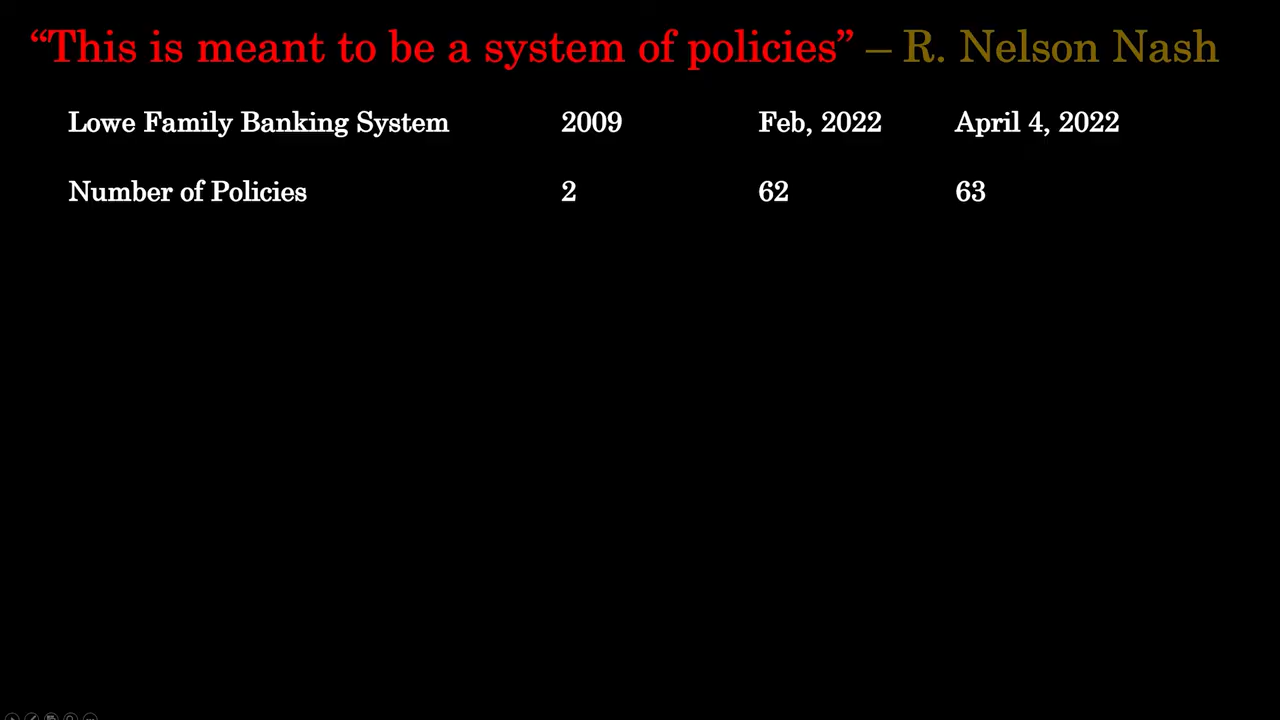 “This is meant to be a system of policies” – R. Nelson Nash
Lowe Family Banking System 2009 Feb, 2022 April 4, 2022
Number of Policies 2 62 63